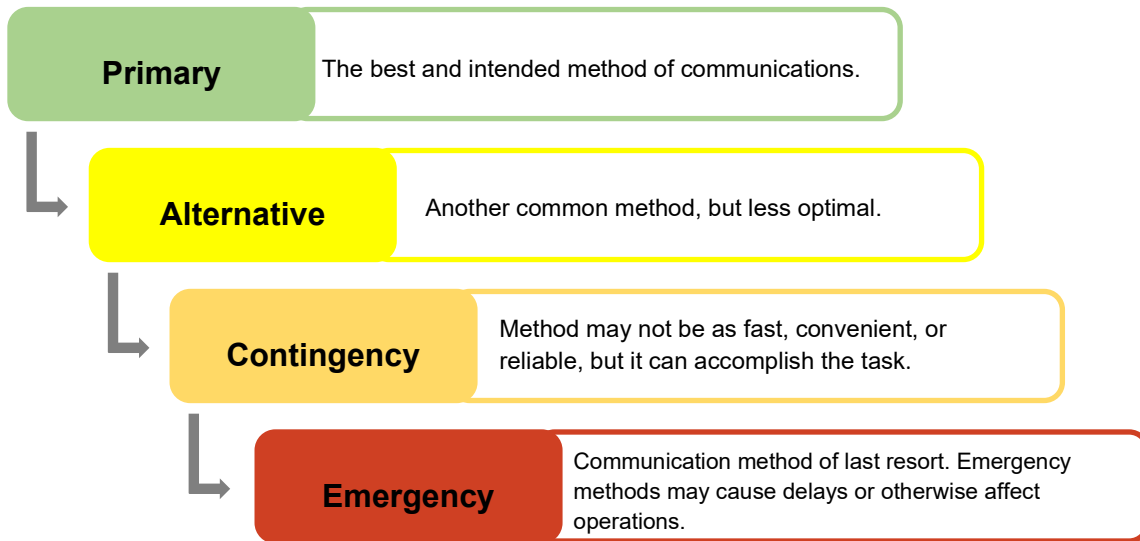 Primary
The best and intended method of communications.
Alternative
Another common method, but less optimal.
Contingency
Method may not be as fast, convenient, or
reliable, but it can accomplish the task.
Emergency
Communication method of last resort. Emergency
methods may cause delays or otherwise affect
operations.